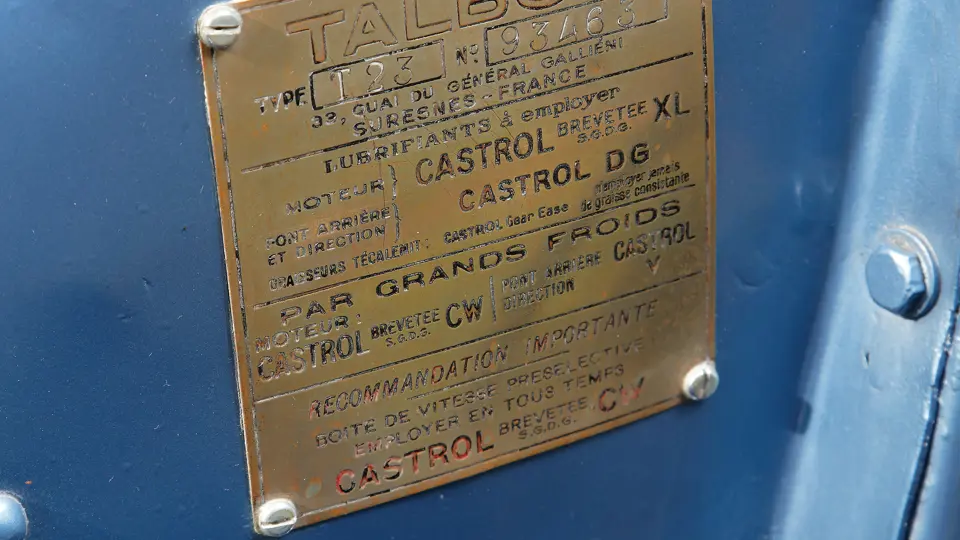 TALBOT
TYPE T23 No 93463
33, QUAI DU GÉNÉRAL GALLIÉNI
SURESNES-FRANCE
LUBRIFIANTS à employer
MOTEUR } CASTROL BREVETEE S.G.D.G. XL
PONT ARRIÈRE ET DIRECTION } CASTROL DG
GRAISSEURS TÉCALÉMIT: CASTROL Gear Ease n'employer jamais de graisse consistante
PAR GRANDS FROIDS
MOTEUR:
CASTROL BREVETEE S.G.D.G. CW
PONT ARRIÈRE DIRECTION CASTROL V
RECOMMANDATION IMPORTANTE
BOITE DE VITESSE PRESELECTIVE
EMPLOYER EN TOUS TEMPS
CASTROL BREVETEE S.G.D.G. CW